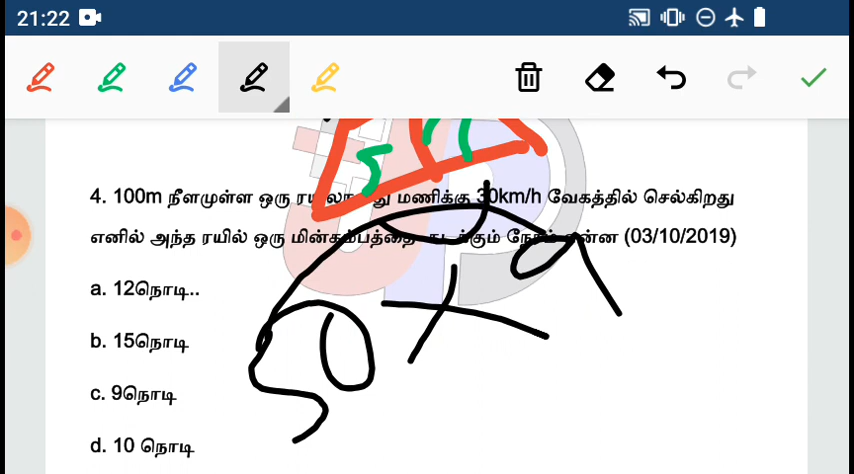 21:22
4. 100m நீளமுள்ள ஒரு ரயிலானது மணிக்கு 30km/h வேகத்தில் செல்கிறது
எனில் அந்த ரயில் ஒரு மின்கம்பத்தை கடக்கும் நேரம் என்ன (03/10/2019)
a. 12நொடி..
b. 15நொடி
c. 9நொடி
d. 10 நொடி